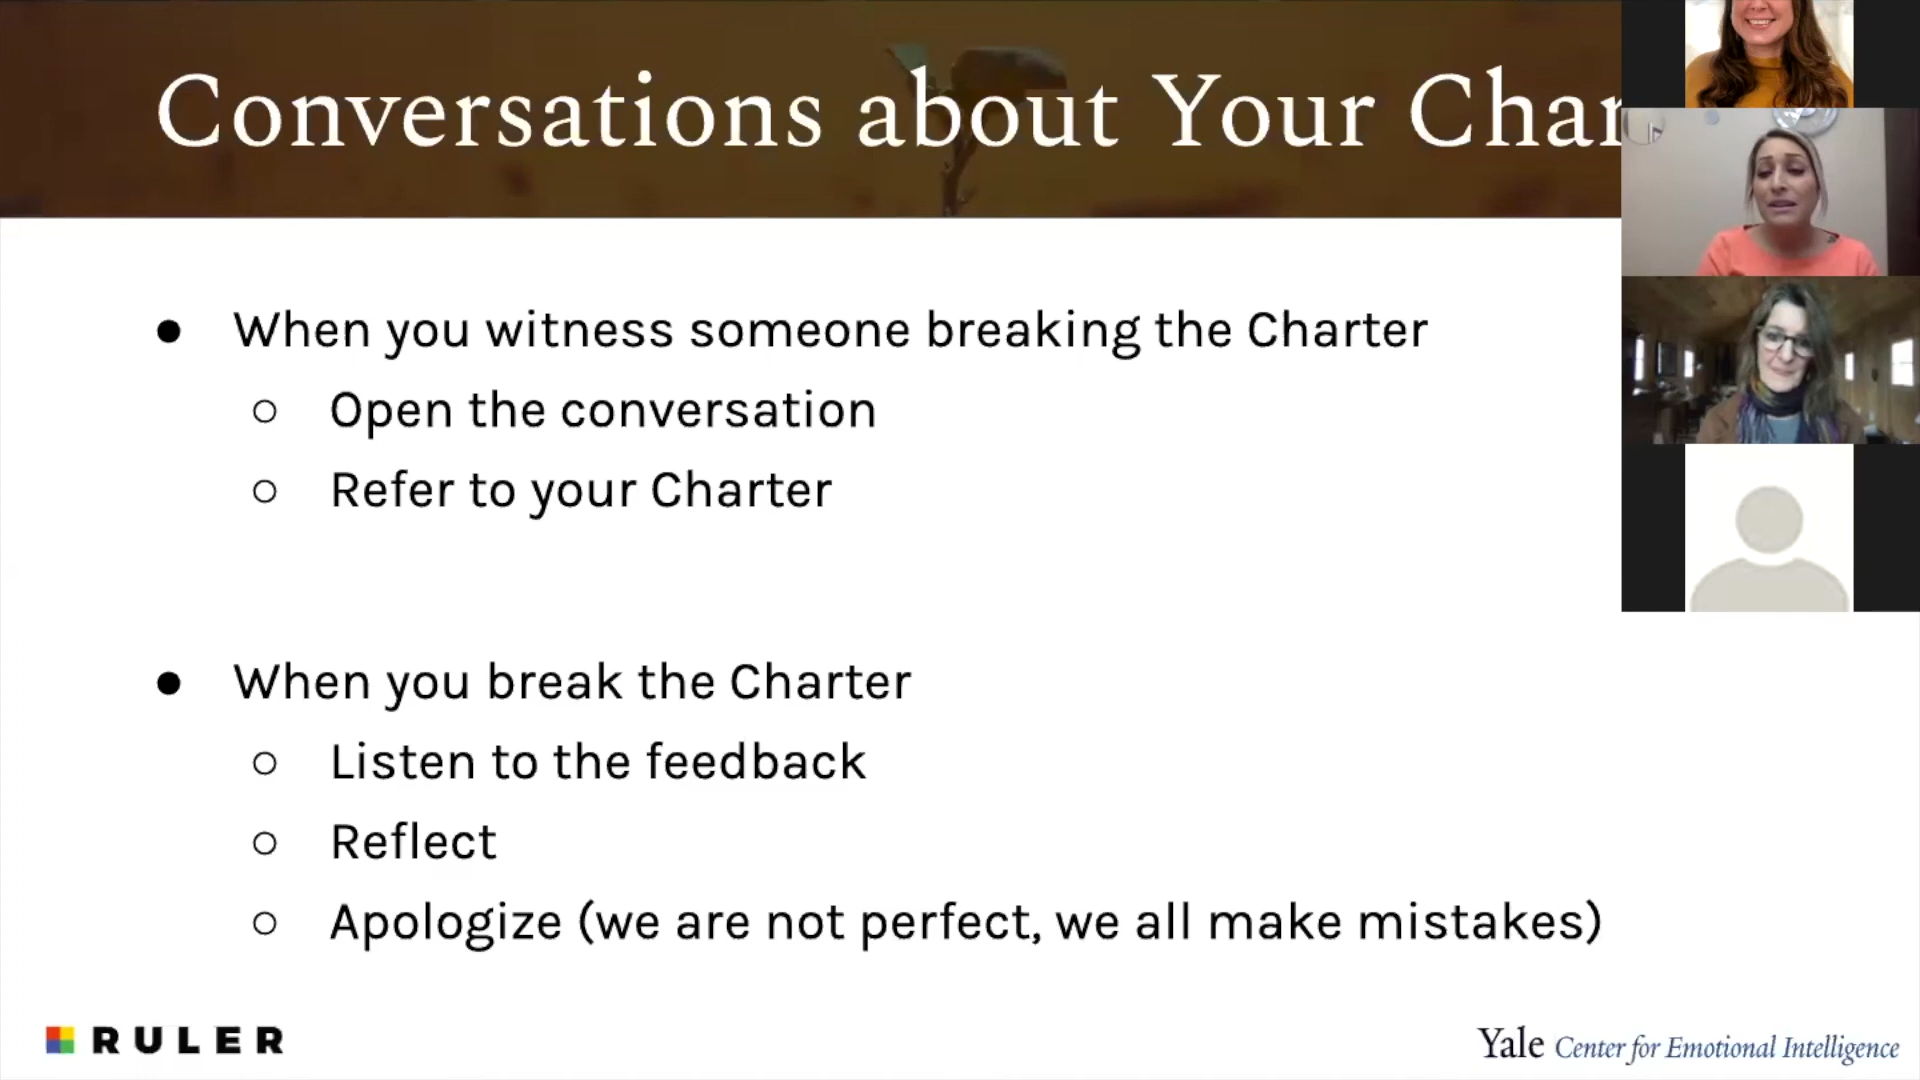 Conversations about Your Char
● When you witness someone breaking the Charter
○ Open the conversation
○ Refer to your Charter
● When you break the Charter
○ Listen to the feedback
○ Reflect
○ Apologize (we are not perfect, we all make mistakes)
RULER
Yale Center for Emotional Intelligence